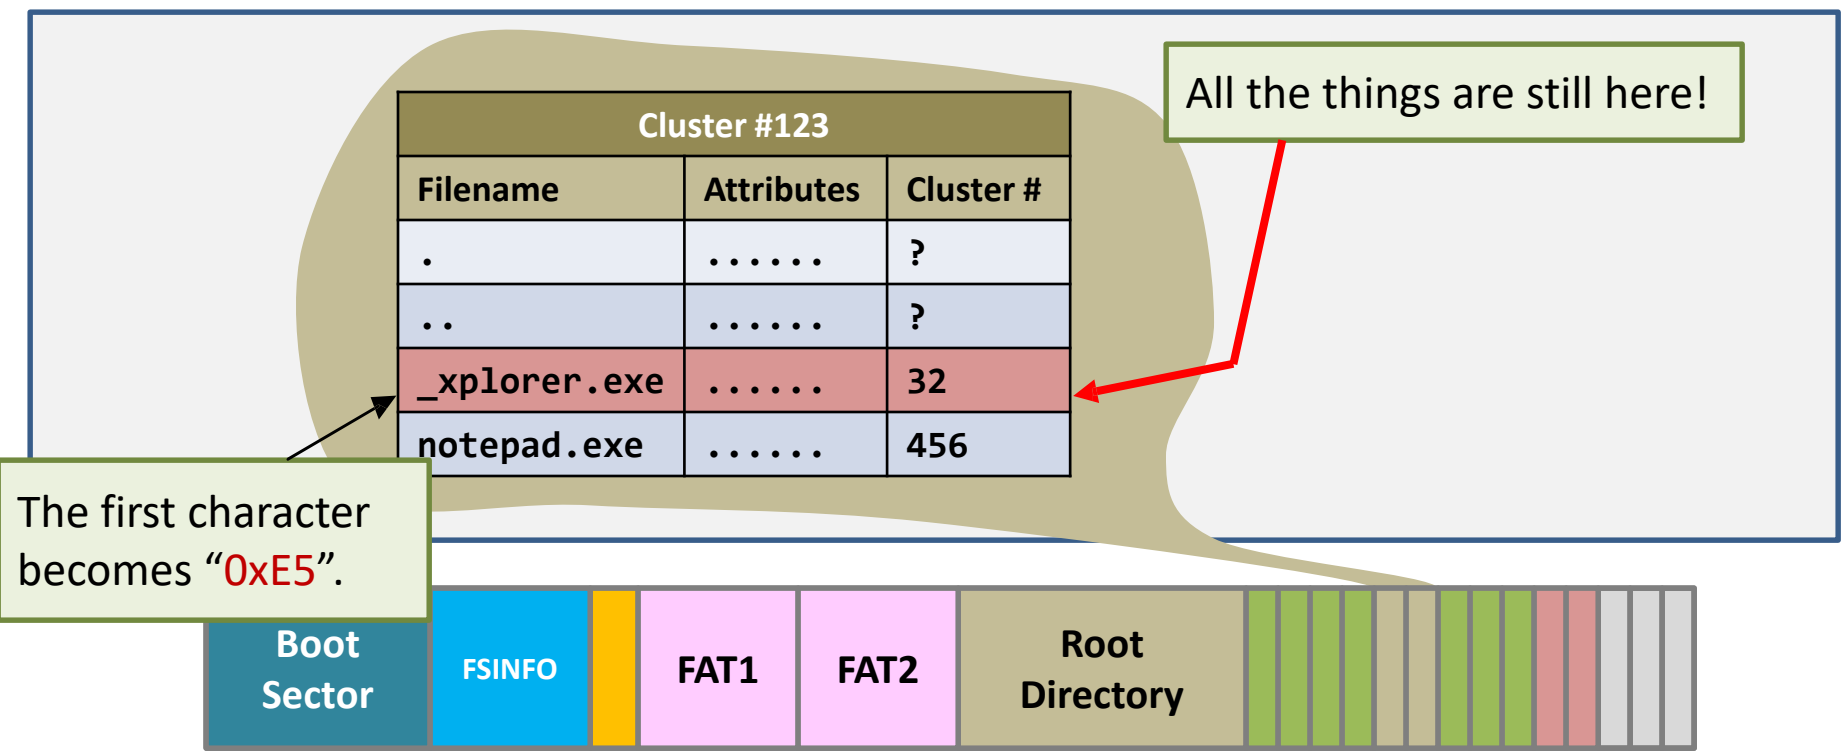 All the things are still here!
Cluster #123
Filename Attributes Cluster #
. ...... ?
.. ...... ?
_xplorer.exe ...... 32
notepad.exe ...... 456
The first character
becomes “0xE5”.
Boot
Sector
FSINFO
FAT1
FAT2
Root
Directory